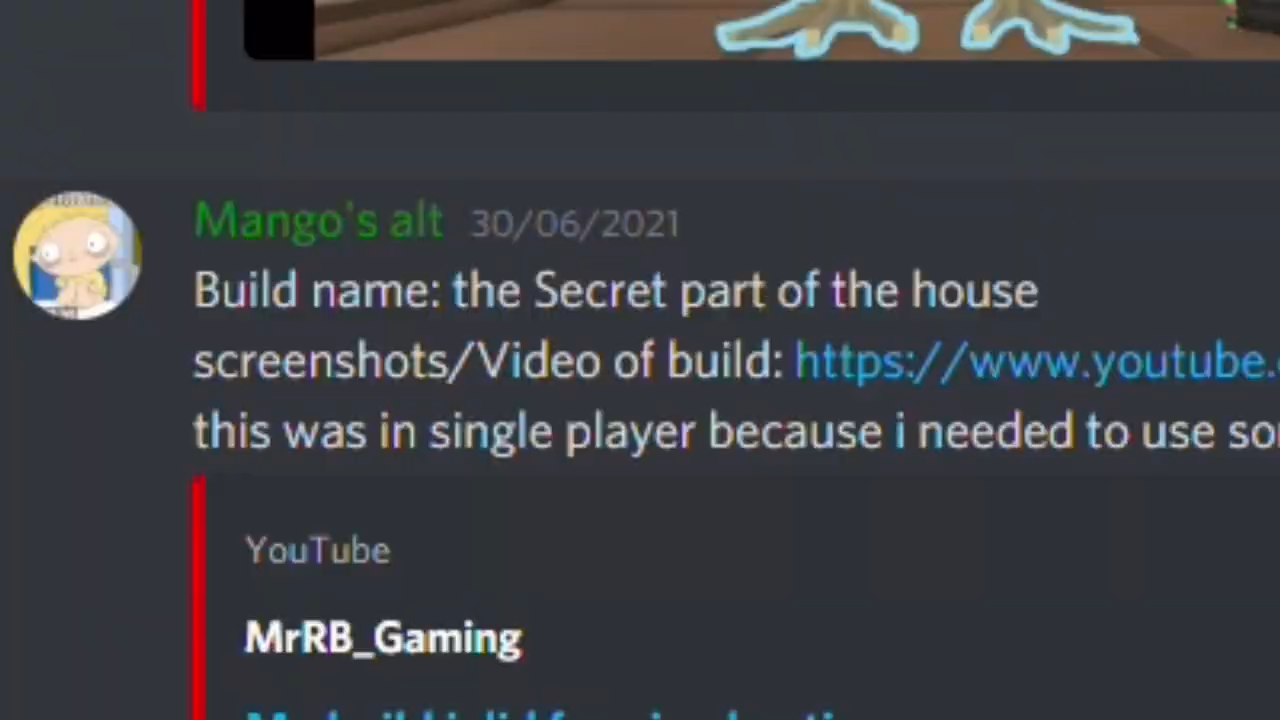 Mango's alt 30/06/2021
Build name: the Secret part of the house
screenshots/Video of build: https://www.youtube.
this was in single player because i needed to use
YouTube
MrRB_Gaming